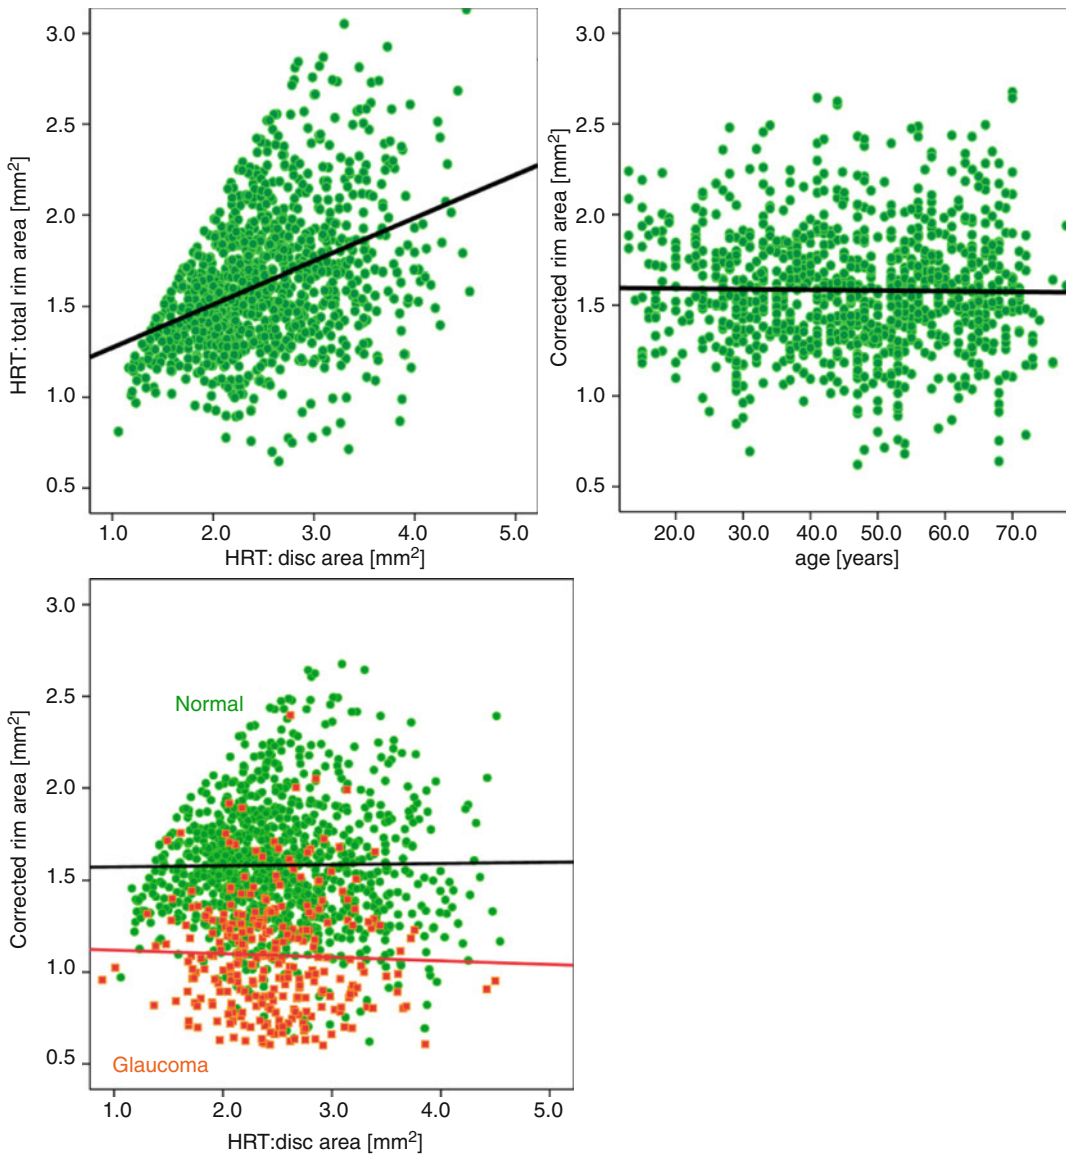 3.0
2.5
2.0
1.5
1.0
0.5
HRT: total rim area [mm²]
1.0 2.0 3.0 4.0 5.0
HRT: disc area [mm²]
3.0
2.5
2.0
1.5
1.0
0.5
Corrected rim area [mm²]
20.0 30.0 40.0 50.0 60.0 70.0
age [years]
3.0
2.5
2.0
1.5
1.0
0.5
Corrected rim area [mm²]
Normal
Glaucoma
1.0 2.0 3.0 4.0 5.0
HRT:disc area [mm²]